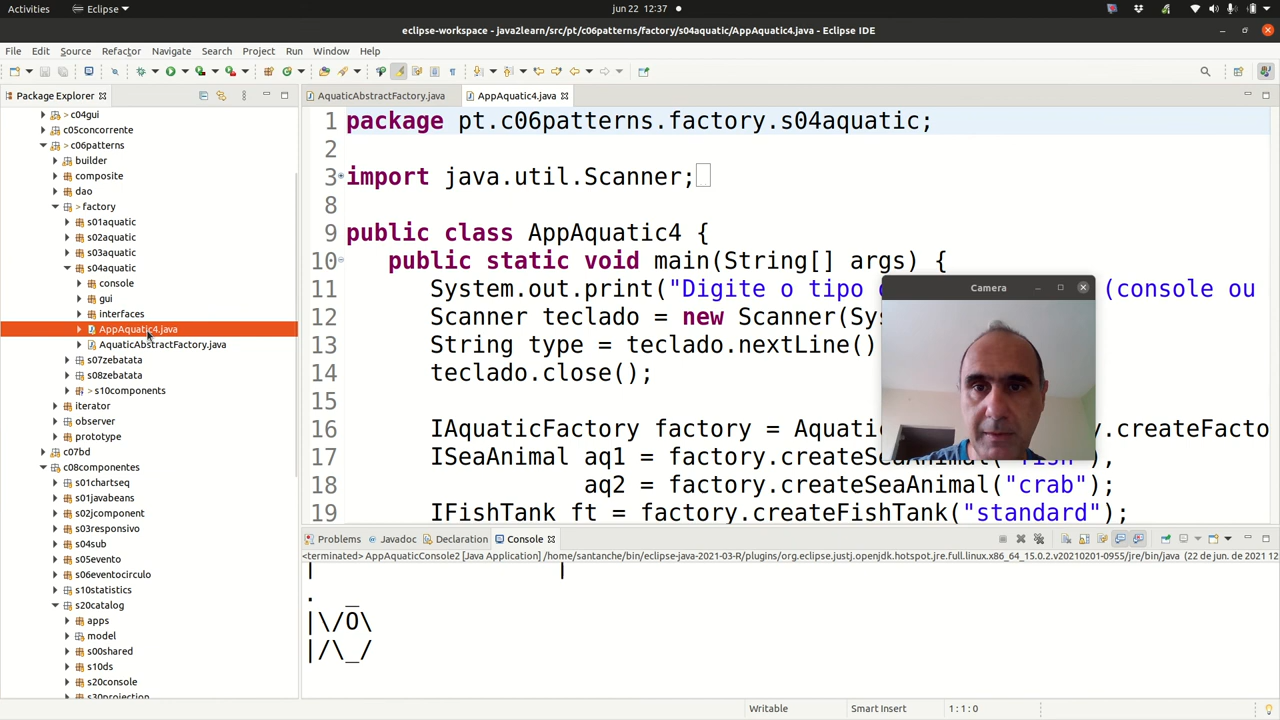 Activities
Eclipse
jun 22 12:37
eclipse-workspace - java2learn/src/pt/c06patterns/factory/s04aquatic/AppAquatic4.java - Eclipse IDE
File Edit Source Refactor Navigate Search Project Run Window Help
Package Explorer
AquaticAbstractFactory.java
AppAquatic4.java
> c04gui
c05concorrente
> c06patterns
builder
composite
dao
> factory
s01aquatic
s02aquatic
s03aquatic
s04aquatic
console
gui
interfaces
AppAquatic4.java
AquaticAbstractFactory.java
s07zebatata
s08zebatata
> s10components
iterator
observer
prototype
c07bd
c08componentes
s01chartseq
s01javabeans
s02jcomponent
s03responsivo
s04sub
s05evento
s06eventocirculo
s10statistics
s20catalog
apps
model
s00shared
s10ds
s20console
s30projection
1 package pt.c06patterns.factory.s04aquatic;
2
3 import java.util.Scanner;
8
9 public class AppAquatic4 {
10 public static void main(String[] args) {
11 System.out.print("Digite o tipo (console ou
12 Scanner teclado = new Scanner(Sy
13 String type = teclado.nextLine()
14 teclado.close();
15
16 IAquaticFactory factory = Aquatic y.createFacto
17 ISeaAnimal aq1 = factory.createSeaAnimal("fish");
18 aq2 = factory.createSeaAnimal("crab");
19 IFishTank ft = factory.createFishTank("standard");
Camera
Problems
Javadoc
Declaration
Console
<terminated> AppAquaticConsole2 [Java Application] /home/santanche/bin/eclipse-java-2021-03-R/plugins/org.eclipse.justj.openjdk.hotspot.jre.full.linux.x86_64_15.0.2.v20210201-0955/jre/bin/java (22 de jun. de 2021 12
| |
. _
|\/O\
|/\_/
Writable
Smart Insert
1:1:0